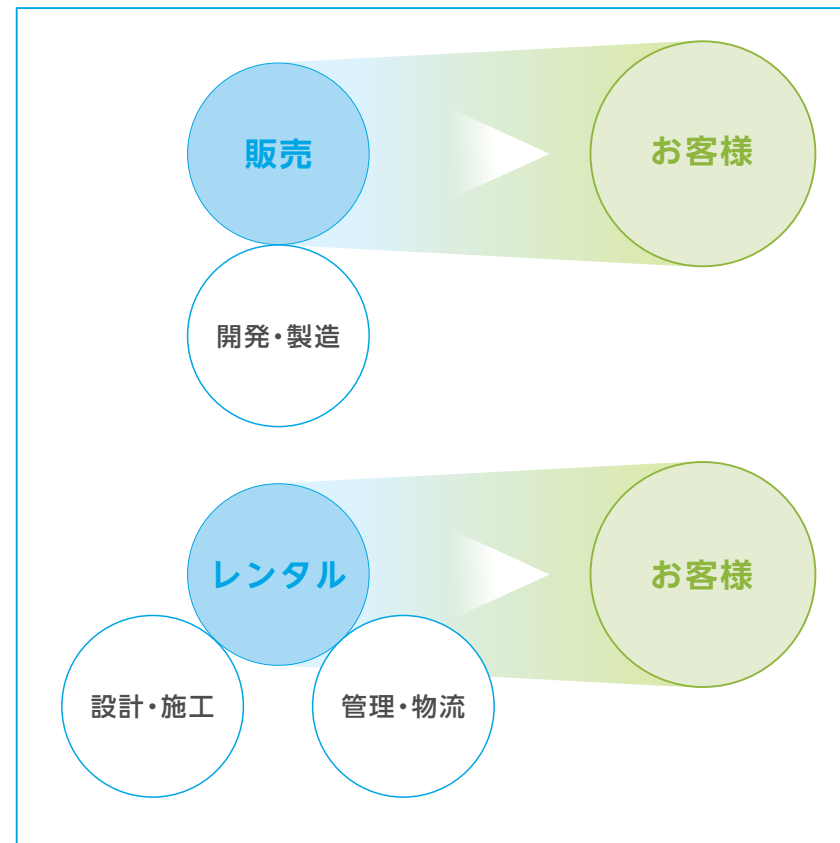 販売
お客様
開発・製造
レンタル
お客様
設計・施工
管理・物流